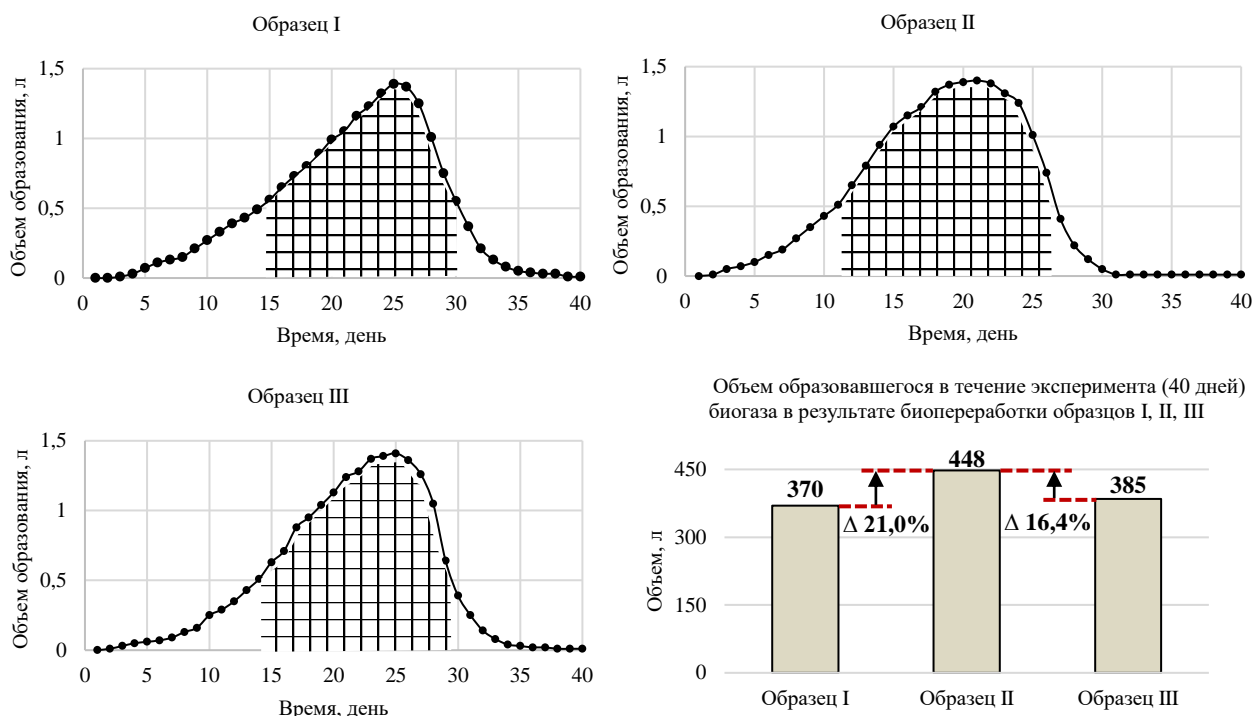 Образец I
Объем образования, л
1,5
1
0,5
0
0 5 10 15 20 25 30 35 40
Время, день
Образец II
Объем образования, л
1,5
1
0,5
0
0 5 10 15 20 25 30 35 40
Время, день
Образец III
Объем образования, л
1,5
1
0,5
0
0 5 10 15 20 25 30 35 40
Время, день
Объем образовавшегося в течение эксперимента (40 дней)
биогаза в результате биопереработки образцов I, II, III
Объем, л
450
300
150
0
370
448
385
Δ 21,0%
Δ 16,4%
Образец I Образец II Образец III